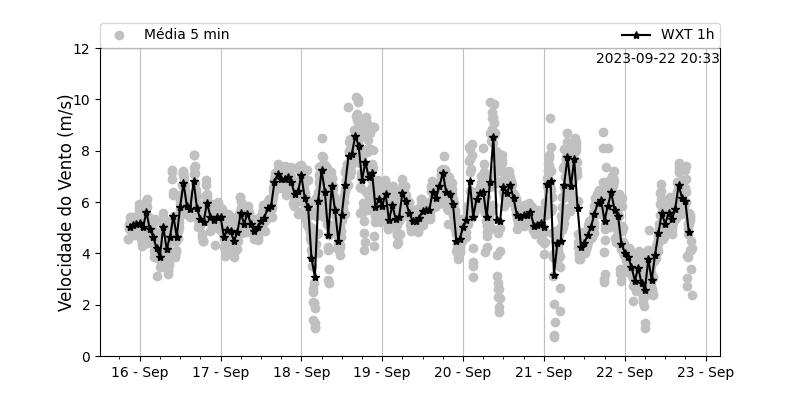 Média 5 min
WXT 1h
2023-09-22 20:33
Velocidade do Vento (m/s)
12
10
8
6
4
2
0
16 - Sep 17 - Sep 18 - Sep 19 - Sep 20 - Sep 21 - Sep 22 - Sep 23 - Sep